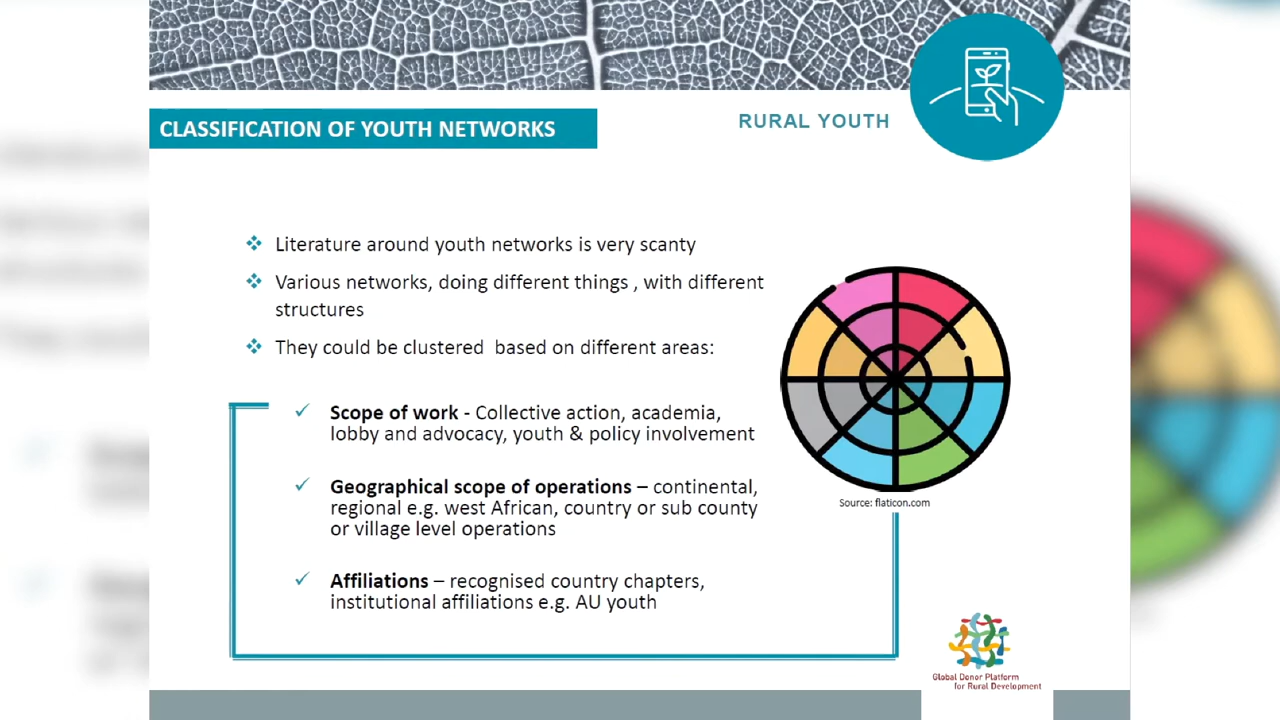 CLASSIFICATION OF YOUTH NETWORKS
RURAL YOUTH
Literature around youth networks is very scanty
Various networks, doing different things , with different
structures
They could be clustered  based on different areas:
Scope of work - Collective action, academia,
lobby and advocacy, youth & policy involvement
Geographical scope of operations – continental,
regional e.g. west African, country or sub county
or village level operations
Affiliations – recognised country chapters,
institutional affiliations e.g. AU youth
Source: flaticon.com
Global Donor Platform
for Rural Development